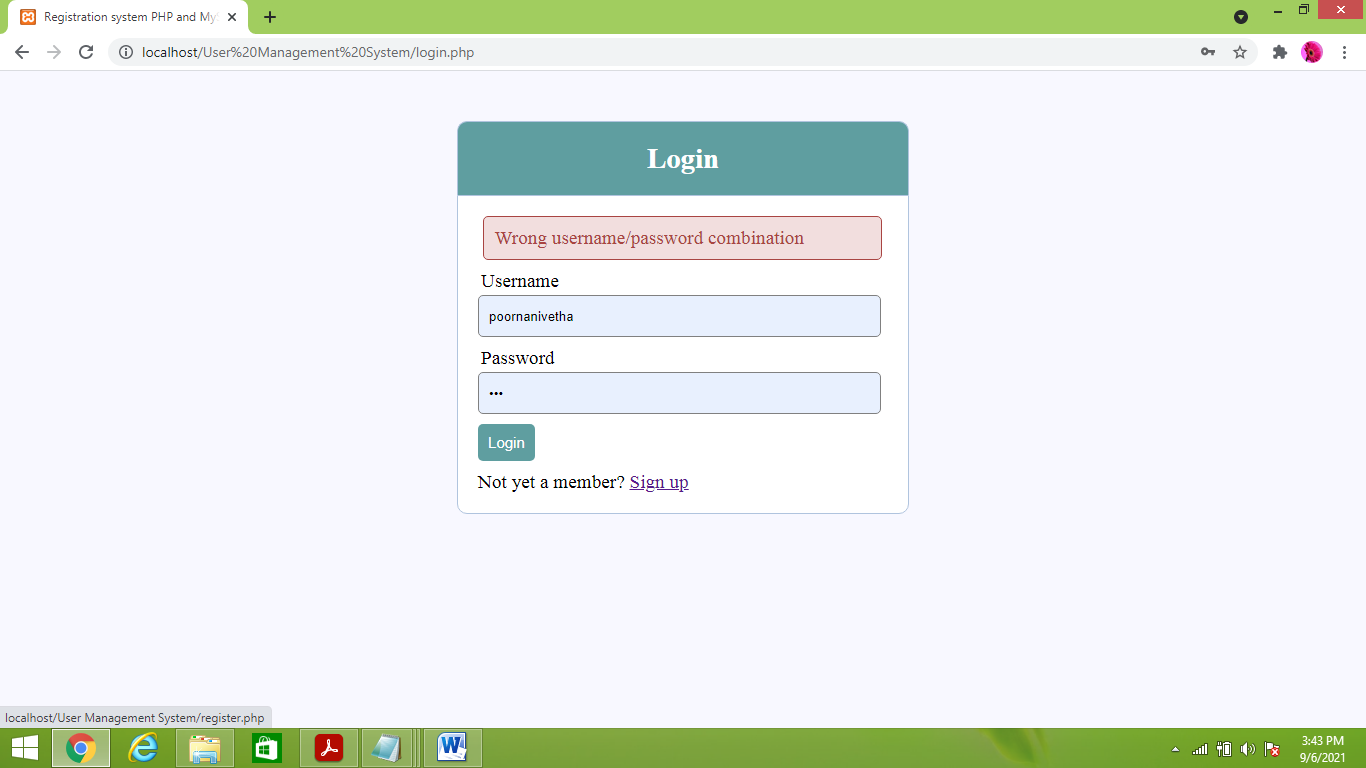 Registration system PHP and My
localhost/User%20Management%20System/login.php
Login
Wrong username/password combination
Username
poornanivetha
Password
•••
Login
Not yet a member? Sign up
localhost/User Management System/register.php
3:43 PM
9/6/2021